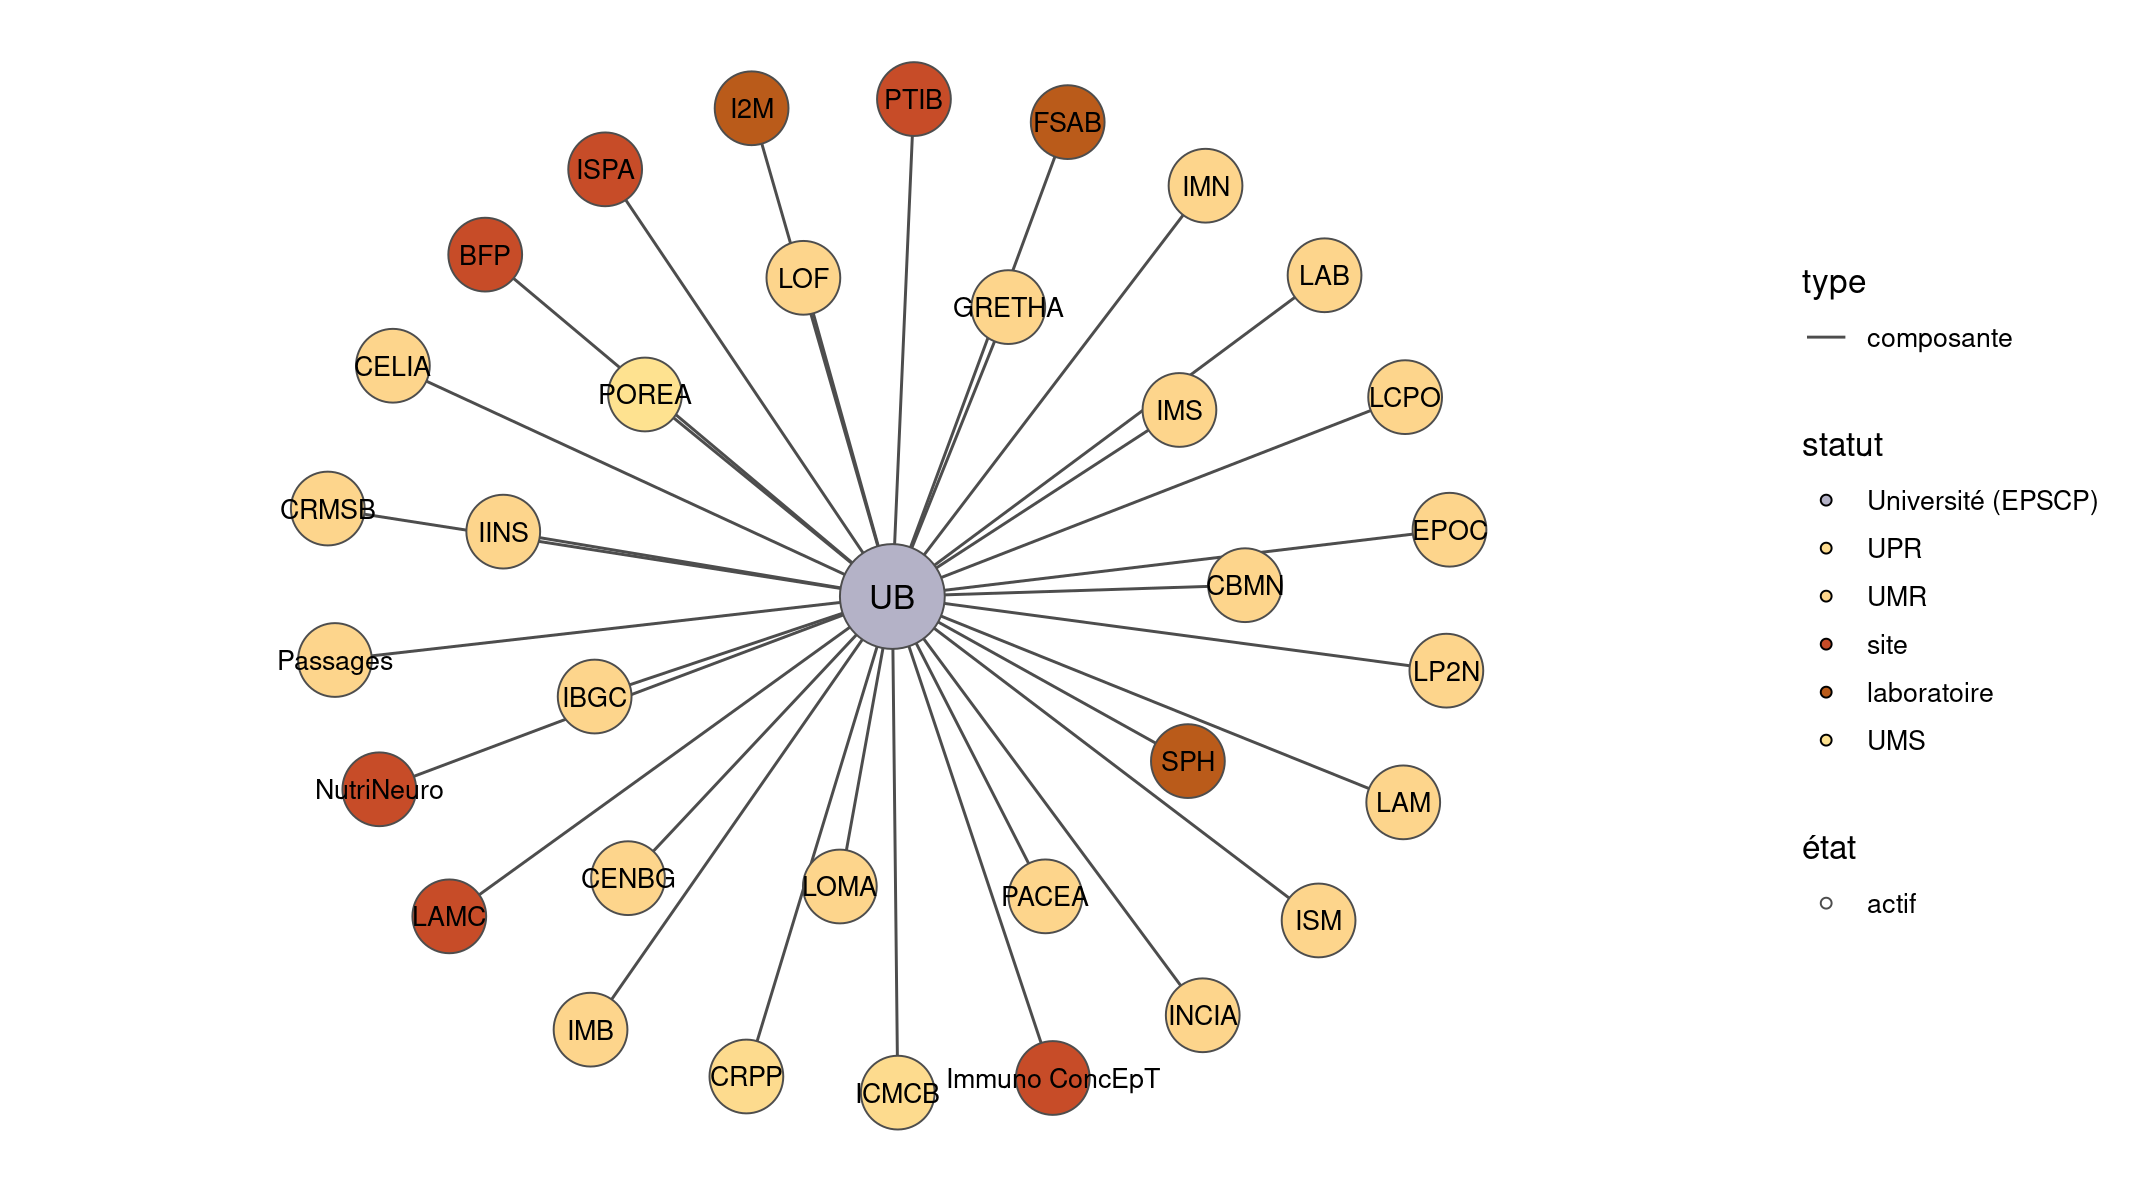 PTIB
I2M
FSAB
ISPA
IMN
BFP
LOF
LAB
GRETHA
CELIA
POREA
IMS
LCPO
CRMSB
IINS
EPOC
CBMN
UB
Passages
IBGC
LP2N
NutriNeuro
SPH
LAM
CENBG
LOMA
PACEA
LAMC
ISM
IMB
INCIA
CRPP
ICMCB
Immuno ConcEpT
type
composante
statut
Université (EPSCP)
UPR
UMR
site
laboratoire
UMS
état
actif